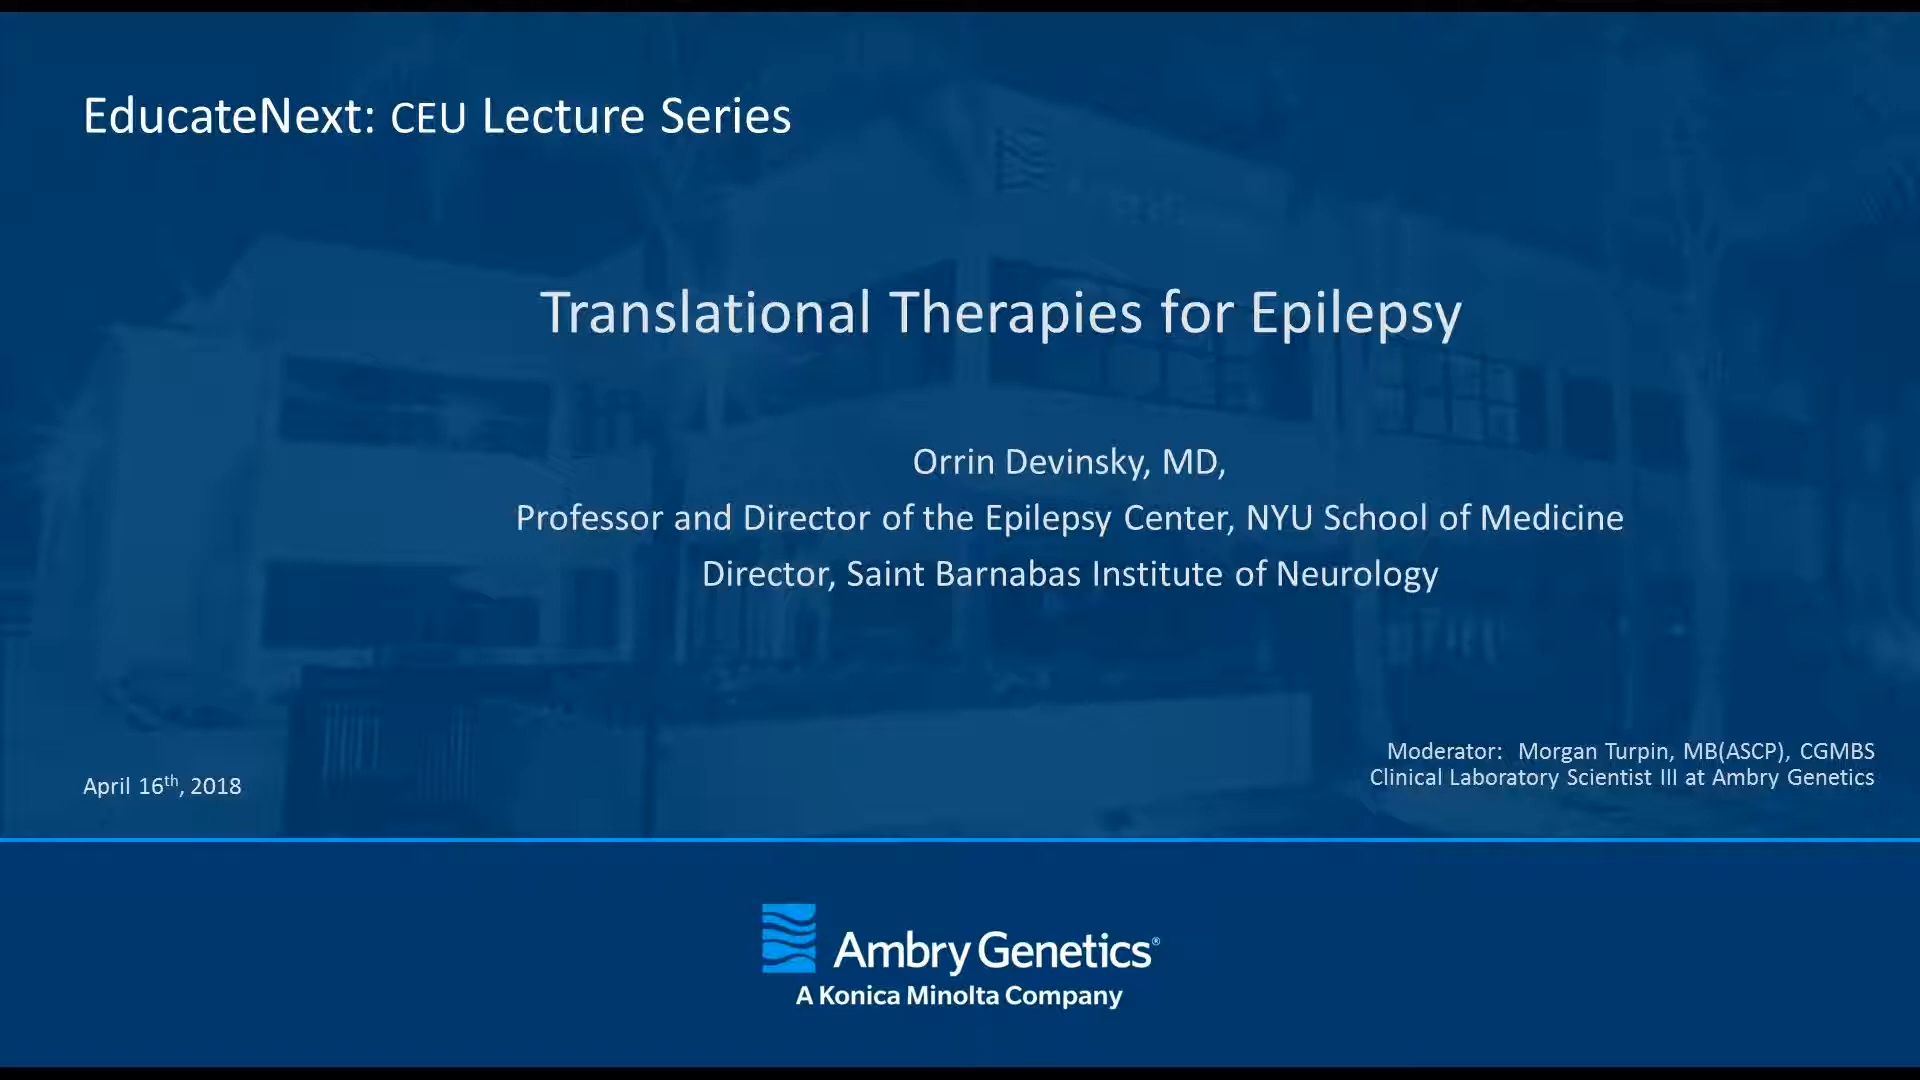 EducateNext: CEU Lecture Series
Translational Therapies for Epilepsy
Orrin Devinsky, MD,
Professor and Director of the Epilepsy Center, NYU School of Medicine
Director, Saint Barnabas Institute of Neurology
Moderator: Morgan Turpin, MB(ASCP), CGMBS
Clinical Laboratory Scientist III at Ambry Genetics
April 16th, 2018
Ambry Genetics®
A Konica Minolta Company